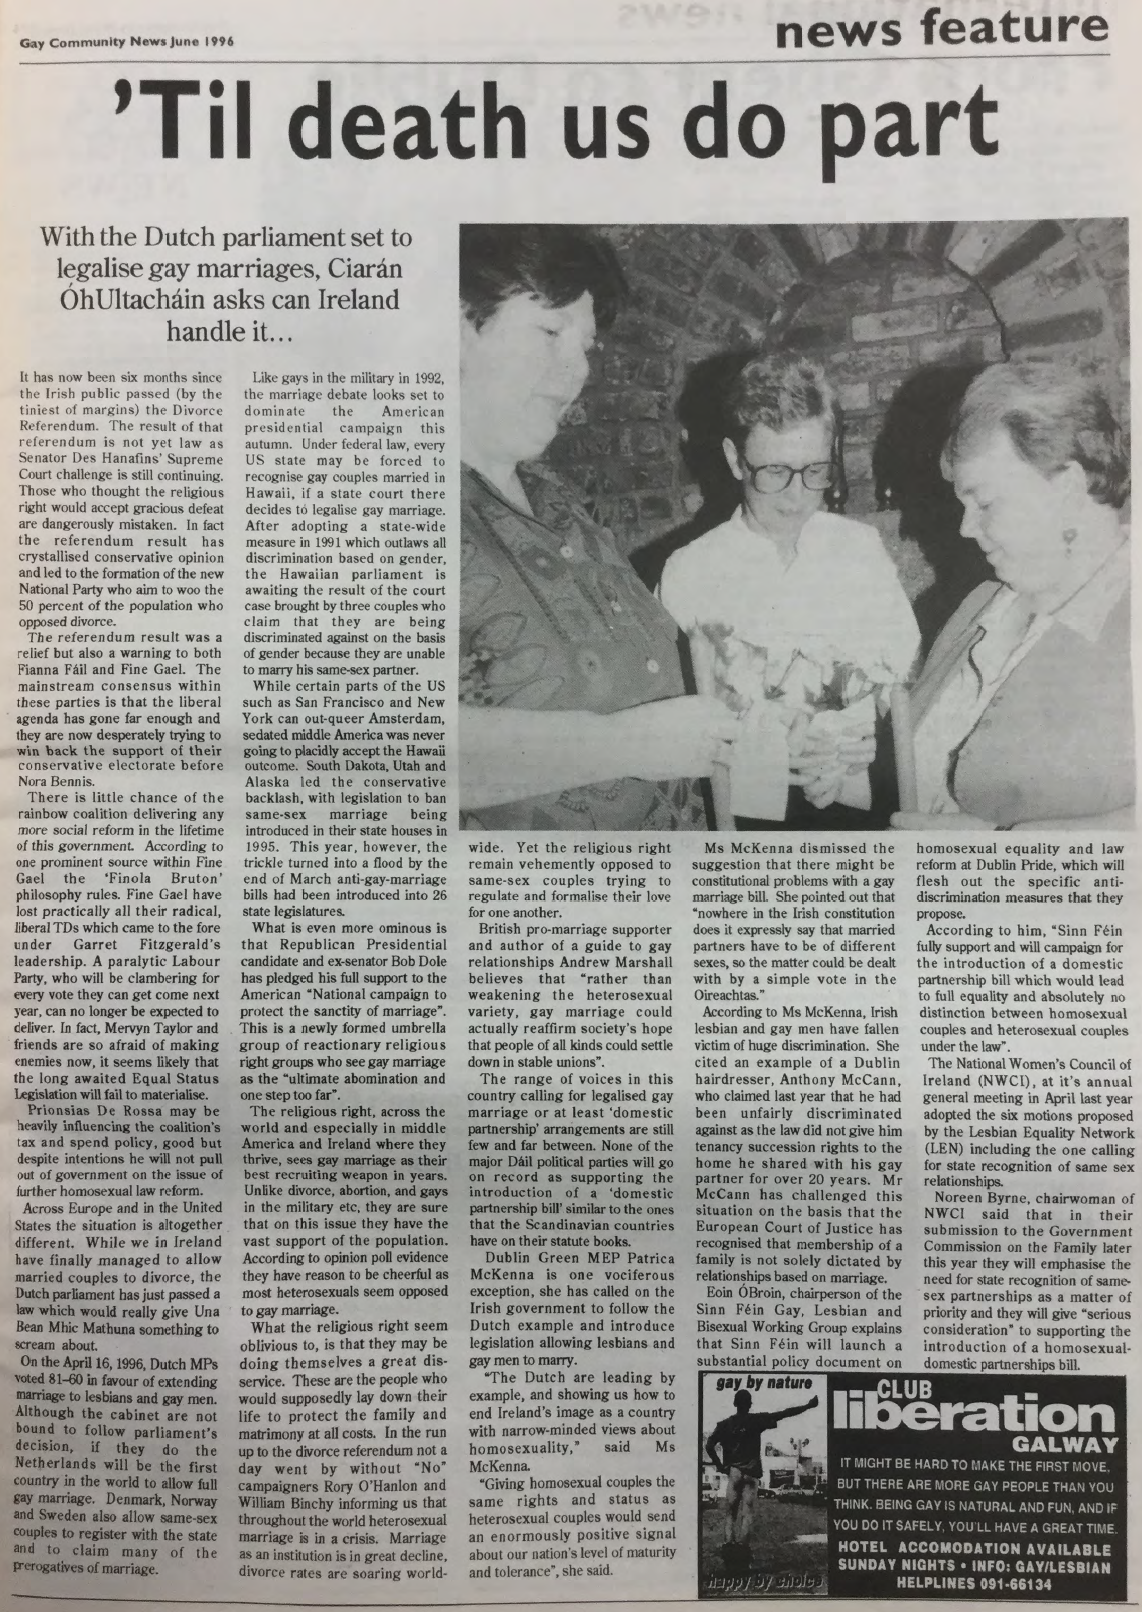 Gay Community News June 1996
news feature
'Til death us do part
With the Dutch parliament set to
legalise gay marriages, Ciarán
ÓhUltacháin asks can Ireland
handle it...
It has now been six months since
the Irish public passed (by the
tiniest of margins) the Divorce
Referendum. The result of that
referendum is not yet law as
Senator Des Hanafins' Supreme
Court challenge is still continuing.
Those who thought the religious
right would accept gracious defeat
are dangerously mistaken. In fact
the referendum result has
crystallised conservative opinion
and led to the formation of the new
National Party who aim to woo the
50 percent of the population who
opposed divorce.
The referendum result was a
relief but also a warning to both
Fianna Fáil and Fine Gael. The
mainstream consensus within
these parties is that the liberal
agenda has gone far enough and
they are now desperately trying to
win back the support of their
conservative electorate before
Nora Bennis.
There is little chance of the
rainbow coalition delivering any
more social reform in the lifetime
of this government. According to
one prominent source within Fine
Gael the 'Finola Bruton'
philosophy rules. Fine Gael have
lost practically all their radical,
liberal TDs which came to the fore
under Garret Fitzgerald's
leadership. A paralytic Labour
Party, who will be clambering for
every vote they can get come next
year, can no longer be expected to
deliver. In fact, Mervyn Taylor and
friends are so afraid of making
enemies now, it seems likely that
the long awaited Equal Status
Legislation will fail to materialise.
Prionsias De Rossa may be
heavily influencing the coalition's
tax and spend policy, good but
despite intentions he will not pull
out of government on the issue of
further homosexual law reform.
Across Europe and in the United
States the situation is altogether
different. While we in Ireland
have finally managed to allow
married couples to divorce, the
Dutch parliament has just passed a
law which would really give Una
Bean Mhic Mathuna something to
scream about.
On the April 16, 1996, Dutch MPs
voted 81-60 in favour of extending
marriage to lesbians and gay men.
Although the cabinet are not
bound to follow parliament's
decision, if they do the
Netherlands will be the first
country in the world to allow full
gay marriage. Denmark, Norway
and Sweden also allow same-sex
couples to register with the state
and to claim many of the
prerogatives of marriage.
Like gays in the military in 1992,
the marriage debate looks set to
dominate the American
presidential campaign this
autumn. Under federal law, every
US state may be forced to
recognise gay couples married in
Hawaii, if a state court there
decides to legalise gay marriage.
After adopting a state-wide
measure in 1991 which outlaws all
discrimination based on gender,
the Hawaiian parliament is
awaiting the result of the court
case brought by three couples who
claim that they are being
discriminated against on the basis
of gender because they are unable
to marry his same-sex partner.
While certain parts of the US
such as San Francisco and New
York can out-queer Amsterdam,
sedated middle America was never
going to placidly accept the Hawaii
outcome. South Dakota, Utah and
Alaska led the conservative
backlash, with legislation to ban
same-sex marriage being
introduced in their state houses in
1995. This year, however, the
trickle turned into a flood by the
end of March anti-gay-marriage
bills had been introduced into 26
state legislatures.
What is even more ominous is
that Republican Presidential
candidate and ex-senator Bob Dole
has pledged his full support to the
American "National campaign to
protect the sanctity of marriage".
This is a newly formed umbrella
group of reactionary religious
right groups who see gay marriage
as the "ultimate abomination and
one step too far".
The religious right, across the
world and especially in middle
America and Ireland where they
thrive, sees gay marriage as their
best recruiting weapon in years.
Unlike divorce, abortion, and gays
in the military etc, they are sure
that on this issue they have the
vast support of the population.
According to opinion poll evidence
they have reason to be cheerful as
most heterosexuals seem opposed
to gay marriage.
What the religious right seem
oblivious to, is that they may be
doing themselves a great dis-
service. These are the people who
would supposedly lay down their
life to protect the family and
matrimony at all costs. In the run
up to the divorce referendum not a
day went by without "No"
campaigners Rory O'Hanlon and
William Binchy informing us that
throughout the world heterosexual
marriage is in a crisis. Marriage
as an institution is in great decline,
divorce rates are soaring world-
wide. Yet the religious right
remain vehemently opposed to
same-sex couples trying to
regulate and formalise their love
for one another.
British pro-marriage supporter
and author of a guide to gay
relationships Andrew Marshall
believes that "rather than
weakening the heterosexual
variety, gay marriage could
actually reaffirm society's hope
that people of all kinds could settle
down in stable unions".
The range of voices in this
country calling for legalised gay
marriage or at least 'domestic
partnership' arrangements are still
few and far between. None of the
major Dáil political parties will go
on record as supporting the
introduction of a 'domestic
partnership bill' similar to the ones
that the Scandinavian countries
have on their statute books.
Dublin Green MEP Patrica
McKenna is one vociferous
exception, she has called on the
Irish government to follow the
Dutch example and introduce
legislation allowing lesbians and
gay men to marry.
"The Dutch are leading by
example, and showing us how to
end Ireland's image as a country
with narrow-minded views about
homosexuality," said Ms
McKenna.
"Giving homosexual couples the
same rights and status as
heterosexual couples would send
an enormously positive signal
about our nation's level of maturity
and tolerance", she said.
Ms McKenna dismissed the
suggestion that there might be
constitutional problems with a gay
marriage bill. She pointed out that
"nowhere in the Irish constitution
does it expressly say that married
partners have to be of different
sexes, so the matter could be dealt
with by a simple vote in the
Oireachtas."
According to Ms McKenna, Irish
lesbian and gay men have fallen
victim of huge discrimination. She
cited an example of a Dublin
hairdresser, Anthony McCann,
who claimed last year that he had
been unfairly discriminated
against as the law did not give him
tenancy succession rights to the
home he shared with his gay
partner for over 20 years. Mr
McCann has challenged this
situation on the basis that the
European Court of Justice has
recognised that membership of a
family is not solely dictated by
relationships based on marriage.
Eoin ÓBroin, chairperson of the
Sinn Féin Gay, Lesbian and
Bisexual Working Group explains
that Sinn Féin will launch a
substantial policy document on
homosexual equality and law
reform at Dublin Pride, which will
flesh out the specific anti-
discrimination measures that they
propose.
According to him, "Sinn Féin
fully support and will campaign for
the introduction of a domestic
partnership bill which would lead
to full equality and absolutely no
distinction between homosexual
couples and heterosexual couples
under the law".
The National Women's Council of
Ireland (NWCI), at it's annual
general meeting in April last year
adopted the six motions proposed
by the Lesbian Equality Network
(LEN) including the one calling
for state recognition of same sex
relationships.
Noreen Byrne, chairwoman of
NWCI said that in their
submission to the Government
Commission on the Family later
this year they will emphasise the
need for state recognition of same-
sex partnerships as a matter of
priority and they will give "serious
consideration" to supporting the
introduction of a homosexual-
domestic partnerships bill.
gay by nature
happy by choice
CLUB
liberation
GALWAY
IT MIGHT BE HARD TO MAKE THE FIRST MOVE,
BUT THERE ARE MORE GAY PEOPLE THAN YOU
THINK. BEING GAY IS NATURAL AND FUN, AND IF
YOU DO IT SAFELY, YOU'LL HAVE A GREAT TIME.
HOTEL ACCOMODATION AVAILABLE
SUNDAY NIGHTS • INFO: GAY/LESBIAN
HELPLINES 091-66134